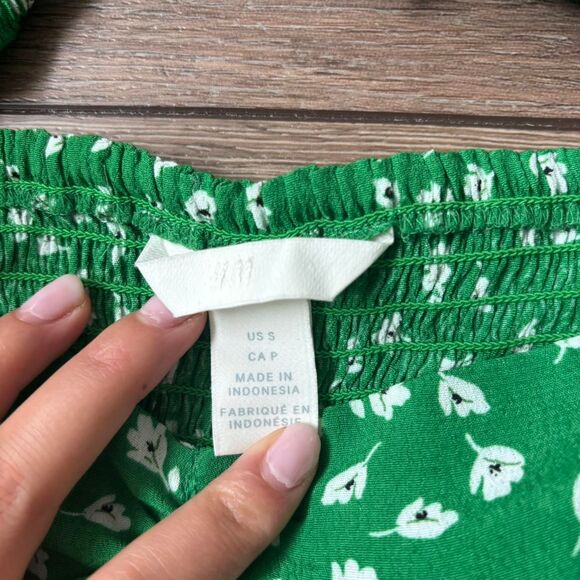 US S
CA P
MADE IN
INDONESIA
FABRIQUÉ EN
INDONÉSIE